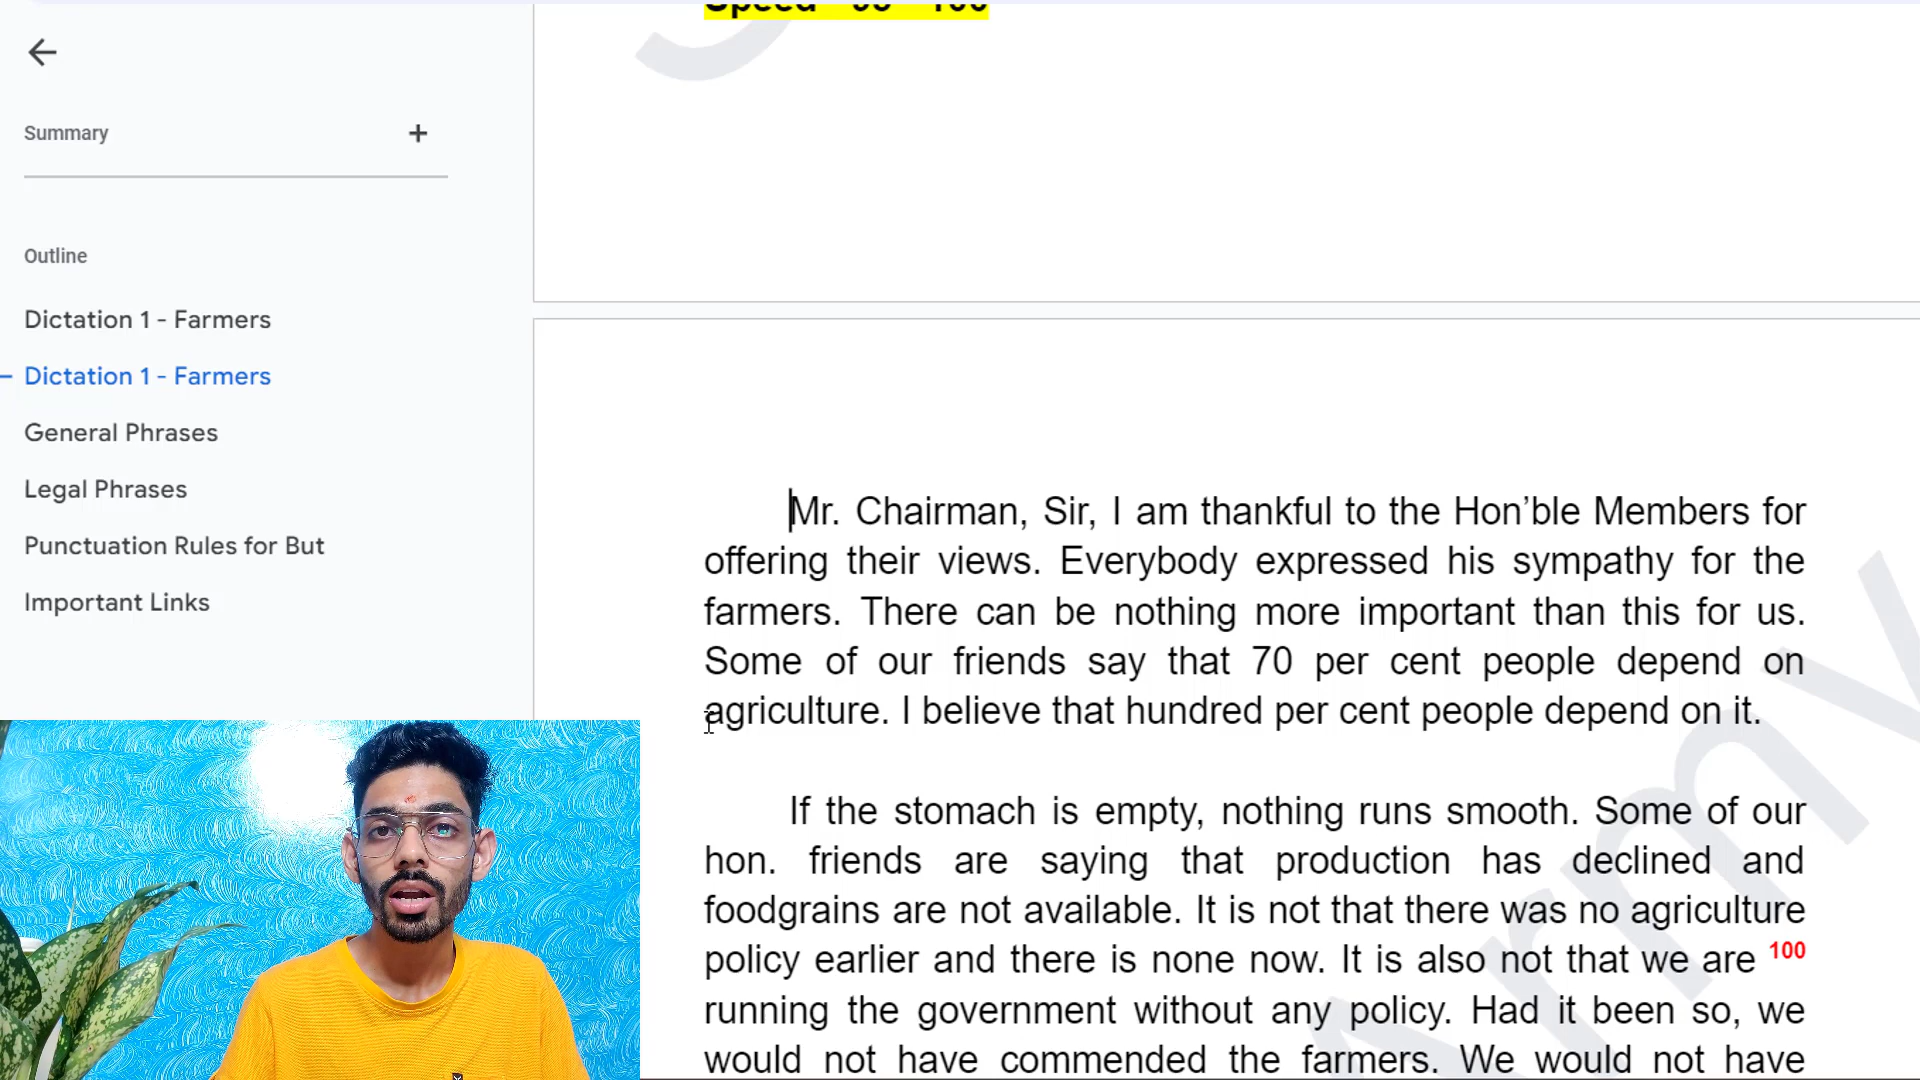 Speed - 95 - 100
Summary
Outline
Dictation 1 - Farmers
Dictation 1 - Farmers
General Phrases
Legal Phrases
Punctuation Rules for But
Important Links
Mr. Chairman, Sir, I am thankful to the Hon’ble Members for
offering their views. Everybody expressed his sympathy for the
farmers. There can be nothing more important than this for us.
Some of our friends say that 70 per cent people depend on
agriculture. I believe that hundred per cent people depend on it.
If the stomach is empty, nothing runs smooth. Some of our
hon. friends are saying that production has declined and
foodgrains are not available. It is not that there was no agriculture
policy earlier and there is none now. It is also not that we are 100
running the government without any policy. Had it been so, we
would not have commended the farmers. We would not have
Army